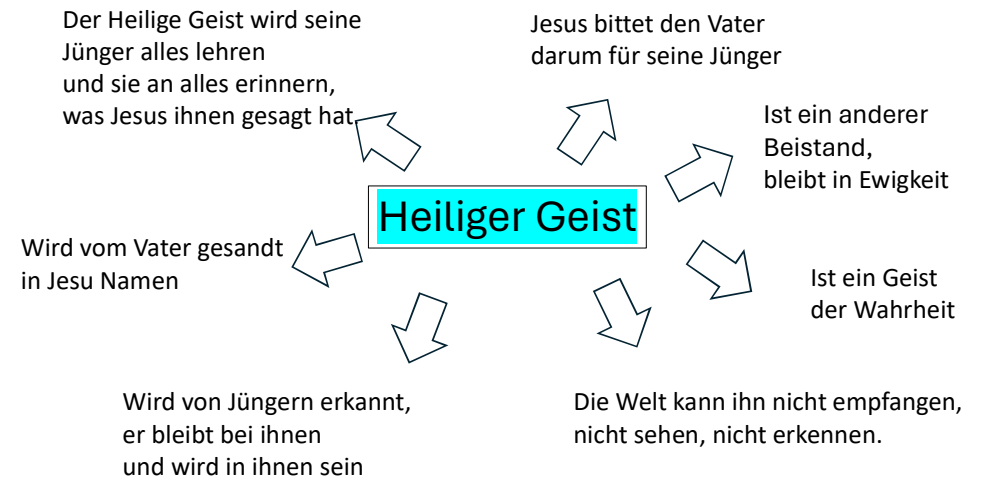 Der Heilige Geist wird seine
Jünger alles lehren
und sie an alles erinnern,
was Jesus ihnen gesagt hat.
Jesus bittet den Vater
darum für seine Jünger
Ist ein anderer
Beistand,
bleibt in Ewigkeit
Heiliger Geist
Wird vom Vater gesandt
in Jesu Namen
Ist ein Geist
der Wahrheit
Wird von Jüngern erkannt,
er bleibt bei ihnen
und wird in ihnen sein
Die Welt kann ihn nicht empfangen,
nicht sehen, nicht erkennen.